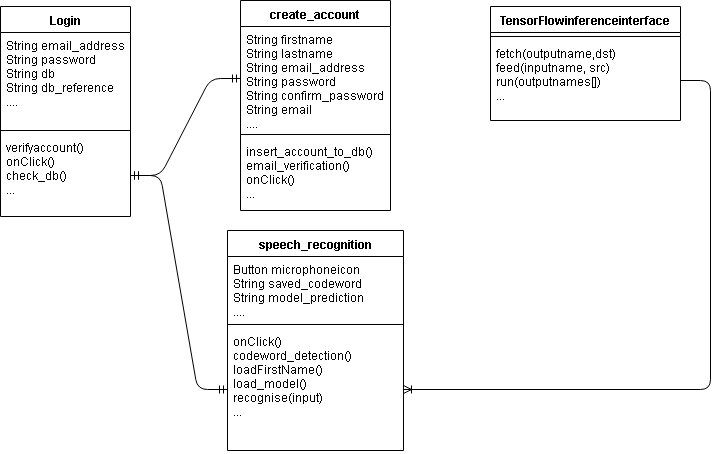 Login
String email_address
String password
String db
String db_reference
....
verifyaccount()
onClick()
check_db()
...
create_account
String firstname
String lastname
String email_address
String password
String confirm_password
String email
....
insert_account_to_db()
email_verification()
onClick()
...
TensorFlowinferenceinterface
fetch(outputname,dst)
feed(inputname, src)
run(outputnames[])
...
speech_recognition
Button microphoneicon
String saved_codeword
String model_prediction
....
onClick()
codeword_detection()
loadFirstName()
load_model()
recognise(input)
...